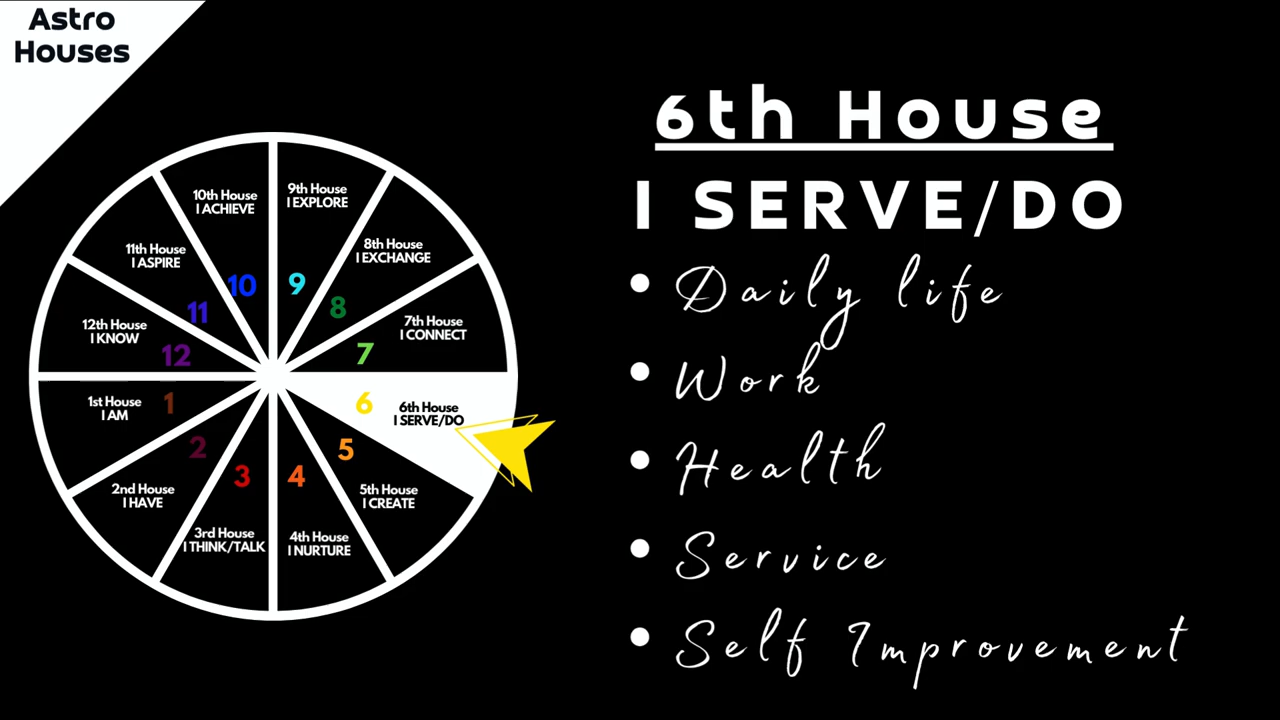 Astro
Houses
6th House
I SERVE/DO
• Daily life
• Work
• Health
• Service
• Self Improvement
10th House
I ACHIEVE
9th House
I EXPLORE
11th House
I ASPIRE
8th House
I EXCHANGE
10
9
11
8
12th House
I KNOW
7th House
I CONNECT
12
7
1st House
I AM
1
6
6th House
I SERVE/DO
2
5
3
4
2nd House
I HAVE
5th House
I CREATE
3rd House
I THINK/TALK
4th House
I NURTURE